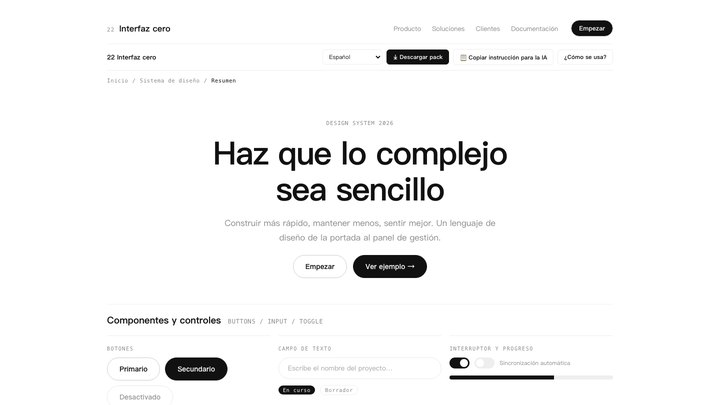 22 Interfaz cero
Producto Soluciones Clientes Documentación Empezar
22 Interfaz cero
Español ⤓ Descargar pack 📋 Copiar instrucción para la IA ¿Cómo se usa?
Inicio / Sistema de diseño / Resumen
DESIGN SYSTEM 2026
Haz que lo complejo
sea sencillo
Construir más rápido, mantener menos, sentir mejor. Un lenguaje de
diseño de la portada al panel de gestión.
Empezar Ver ejemplo →
Componentes y controles BUTTONS / INPUT / TOGGLE
BOTONES
Primario Secundario
Desactivado
CAMPO DE TEXTO
Escribe el nombre del proyecto...
En curso Borrador
INTERRUPTOR Y PROGRESO
Sincronización automática